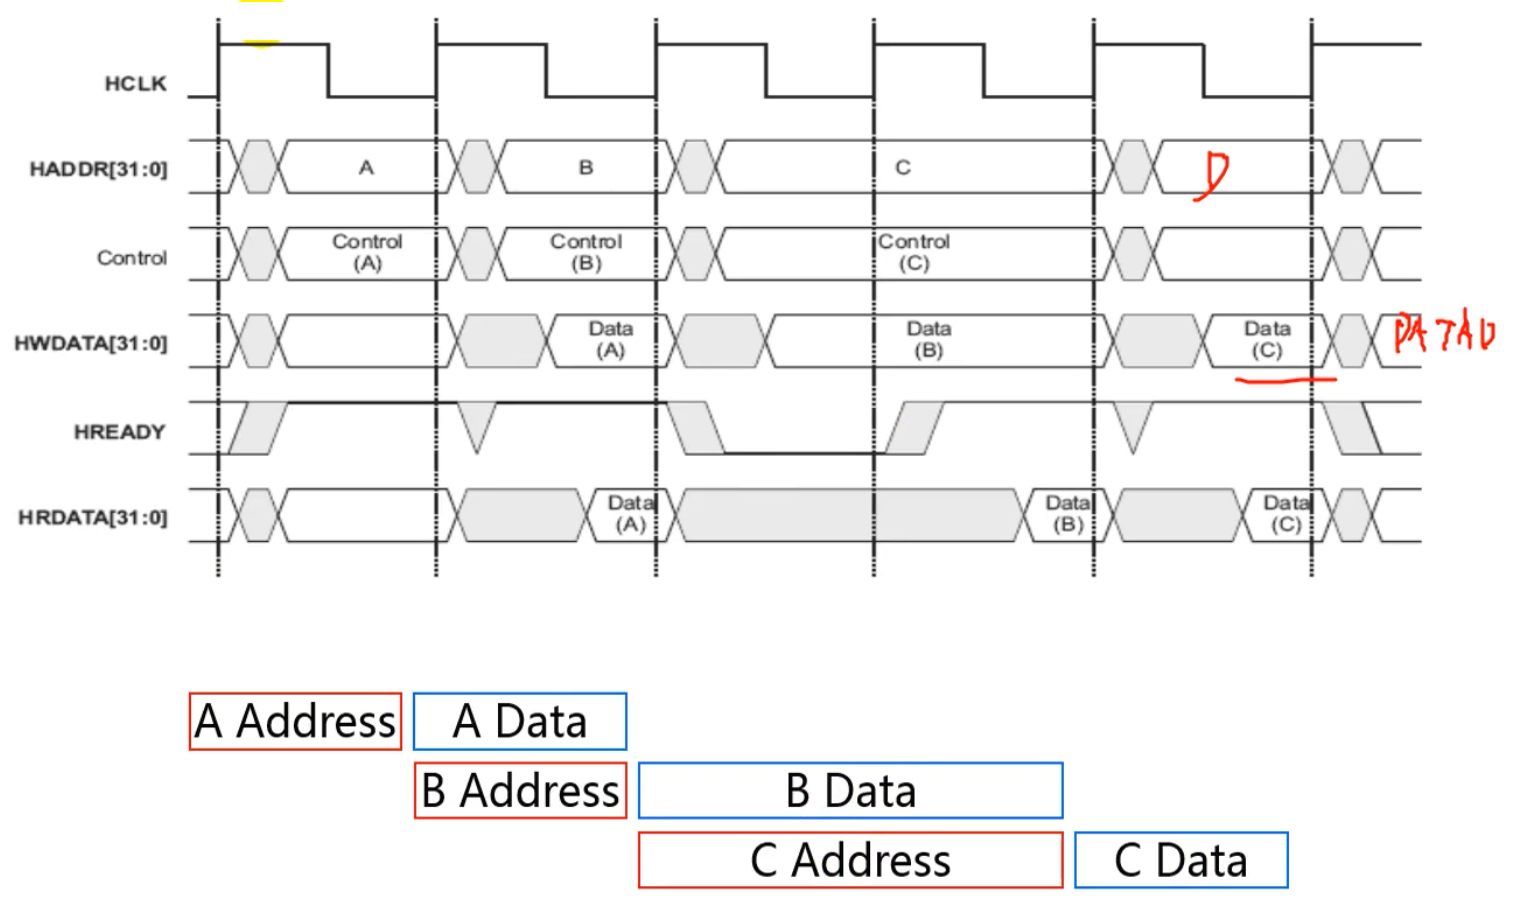 HCLK
HADDR[31:0] A B C D
Control Control (A) Control (B) Control (C)
HWDATA[31:0] Data (A) Data (B) Data (C) DATAD
HREADY
HRDATA[31:0] Data (A) Data (B) Data (C)
A Address A Data
B Address B Data
C Address C Data